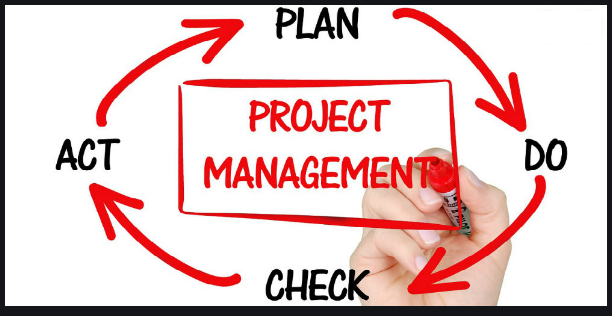 PLAN
PROJECT
MANAGEMENT
ACT
DO
CHECK